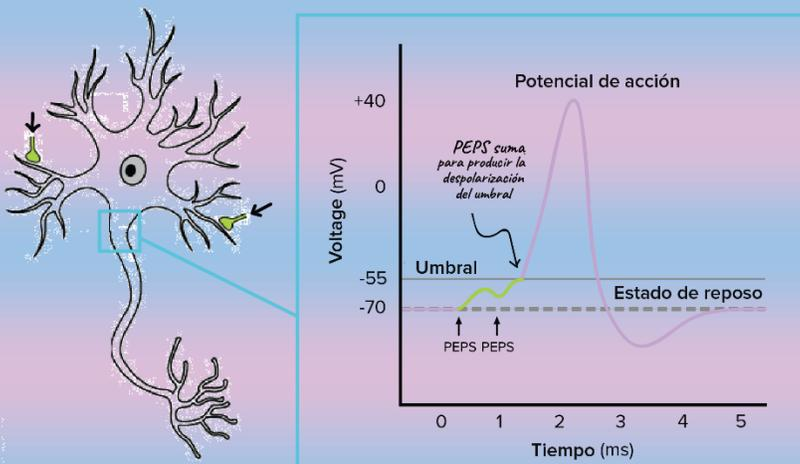 Potencial de acción
+40
PEPS suma
para producir la
despolarización
del umbral
0
Voltage (mV)
Umbral
-55
Estado de reposo
-70
PEPS PEPS
0 1 2 3 4 5
Tiempo (ms)